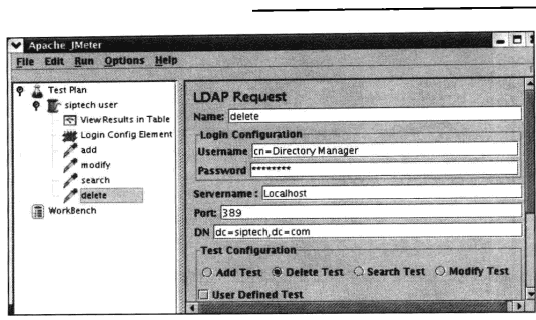 Apache JMeter
File Edit Run Options Help
Test Plan
siptech user
View Results in Table
Login Config Element
add
modify
search
delete
WorkBench
LDAP Request
Name: delete
Login Configuration
Username cn=Directory Manager
Password ********
Servername : Localhost
Port: 389
DN dc=siptech,dc=com
Test Configuration
Add Test Delete Test Search Test Modify Test
User Defined Test